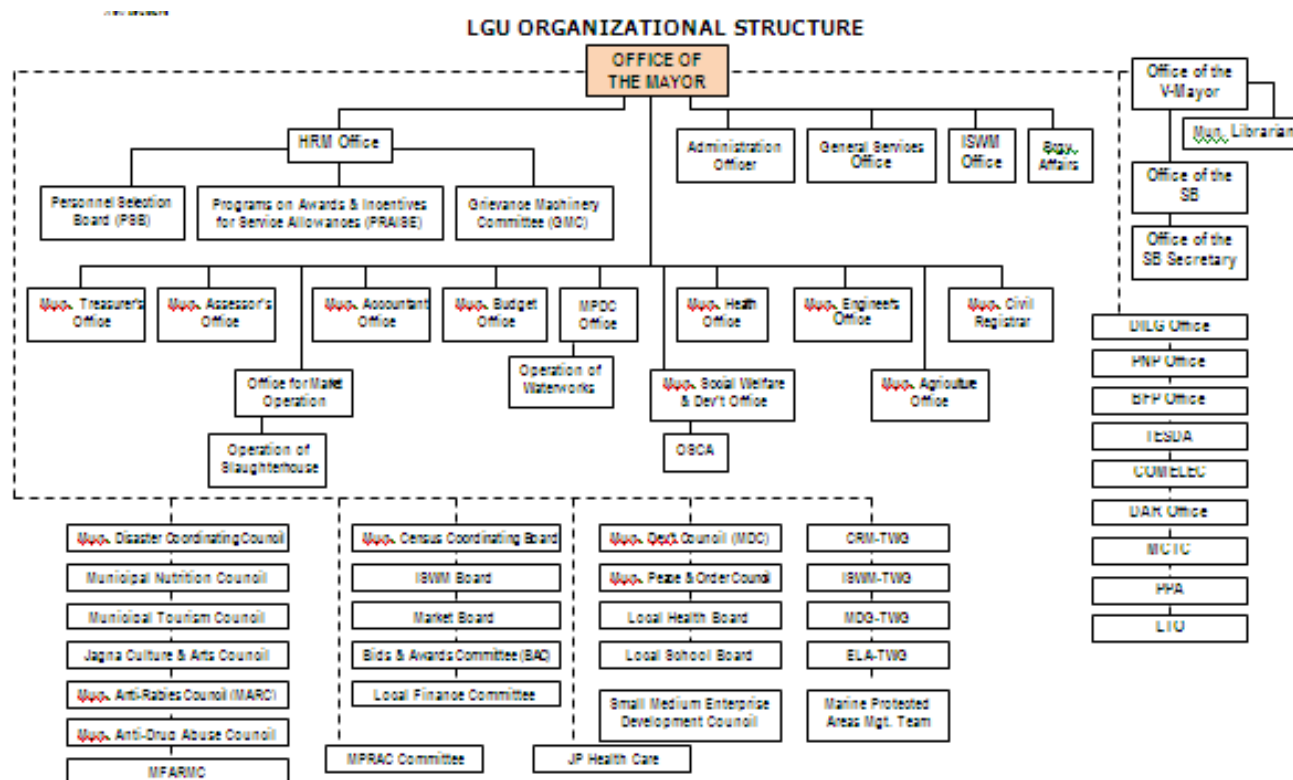 LGU ORGANIZATIONAL STRUCTURE
OFFICE OF
THE MAYOR
Office of the
V-Mayor
Mun. Librarian
HRM Office
Administration
Officer
General Services
Office
ISWM
Office
Brgy.
Affairs
Office of the
SB
Personnel Selection
Board (PSB)
Programs on Awards & Incentives
for Service Allowances (PRAISE)
Grievance Machinery
Committee (GMC)
Office of the
SB Secretary
Mun. Treasurer's
Office
Mun. Assessor's
Office
Mun. Accountant
Office
Mun. Budget
Office
MPDC
Office
Mun. Heath
Office
Mun. Engineer's
Office
Mun. Civil
Registrar
Office for Market
Operation
Operation of
Waterworks
Mun. Social Welfare
& Dev't Office
Mun. Agriculture
Office
Operation of
Slaughterhouse
OSCA
DILG Office
PNP Office
BFP Office
TESDA
COMELEC
DAR Office
MCTC
PPA
LTO
Mun. Disaster Coordinating Council
Municipal Nutrition Council
Municipal Tourism Council
Jagna Culture & Arts Council
Mun. Anti-Rabies Council (MARC)
Mun. Anti-Drug Abuse Council
MFARMC
Mun. Census Coordinating Board
ISWM Board
Market Board
Bids & Awards Committee (BAC)
Local Finance Committee
MPRAC Committee
Mun. Dev't. Council (MDC)
Mun. Peace & Order Council
Local Health Board
Local School Board
Small Medium Enterprise
Development Council
JP Health Care
CRM-TWG
ISWM-TWG
MDG-TWG
ELA-TWG
Marine Protected
Areas Mgt. Team